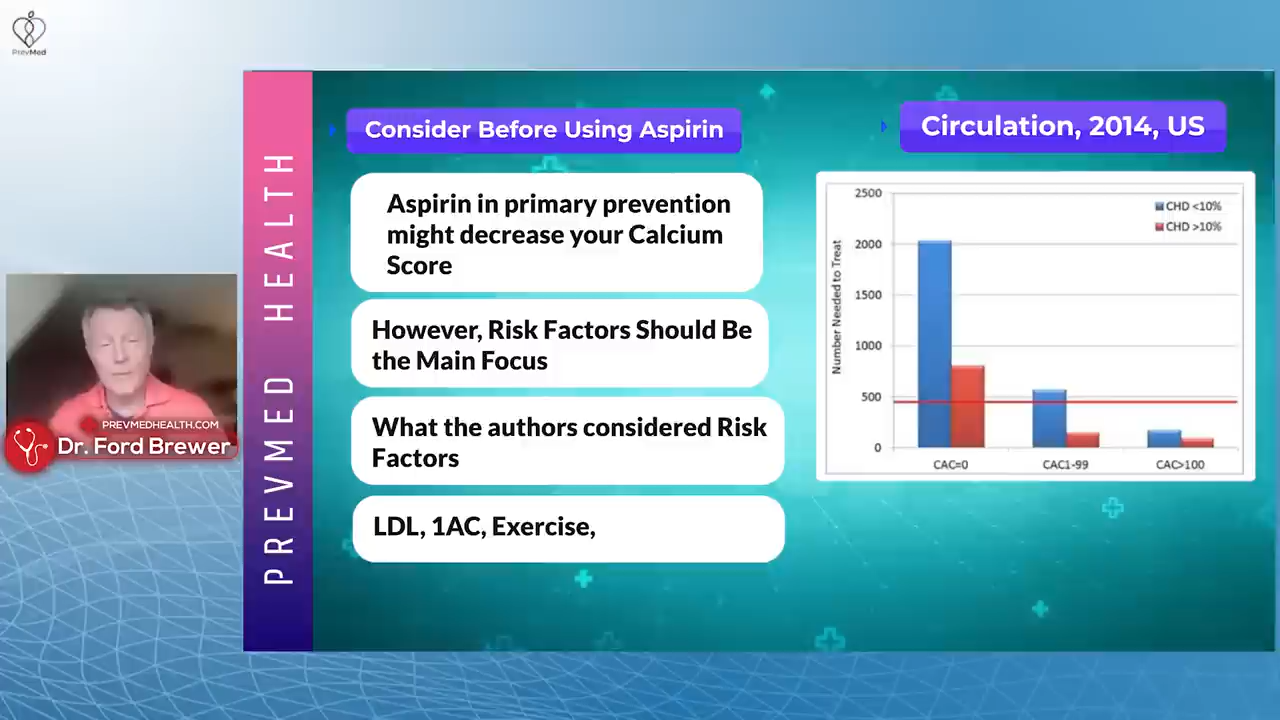 PrevMed
PREVMED HEALTH
Consider Before Using Aspirin
Aspirin in primary prevention
might decrease your Calcium
Score
However, Risk Factors Should Be
the Main Focus
What the authors considered Risk
Factors
LDL, 1AC, Exercise,
Circulation, 2014, US
Number Needed to Treat
2500
2000
1500
1000
500
0
CHD <10%
CHD >10%
CAC=0
CAC1-99
CAC>100
PREVMEDHEALTH.COM
Dr. Ford Brewer